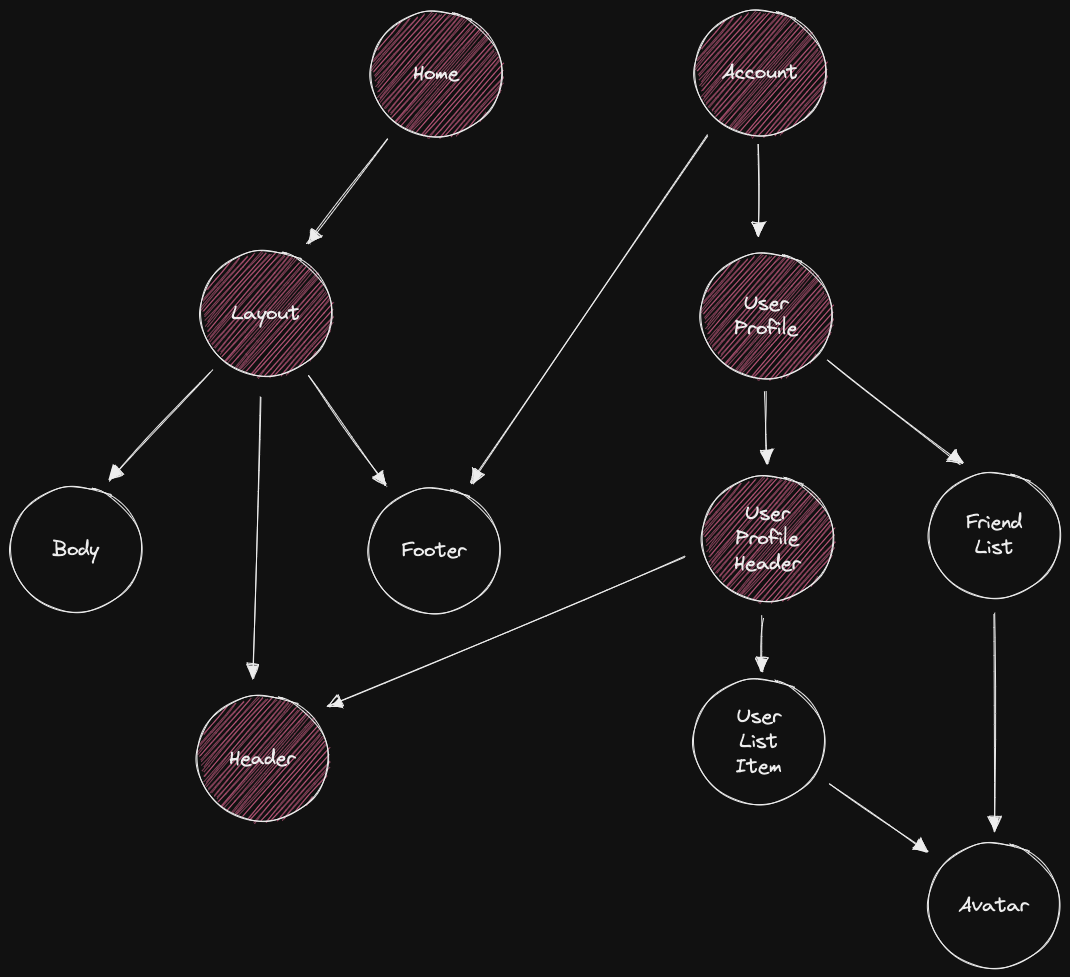 Home
Account
Layout
User
Profile
Body
Footer
User
Profile
Header
Friend
List
Header
User
List
Item
Avatar